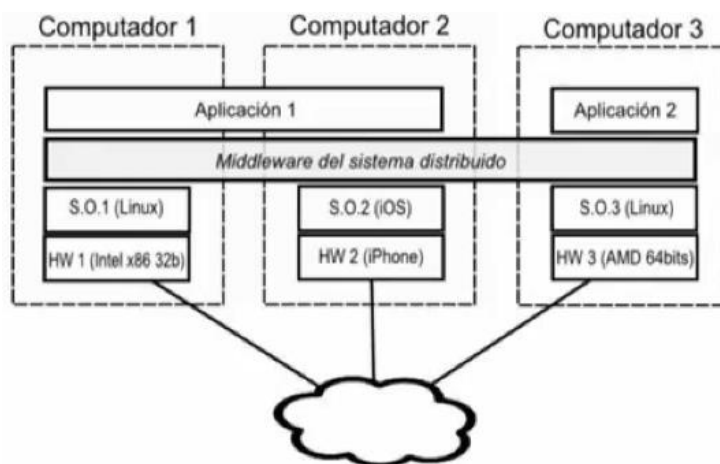 Computador 1
Computador 2
Computador 3
Aplicación 1
Aplicación 2
Middleware del sistema distribuido
S.O.1 (Linux)
S.O.2 (iOS)
S.O.3 (Linux)
HW 1 (Intel x86 32b)
HW 2 (iPhone)
HW 3 (AMD 64bits)